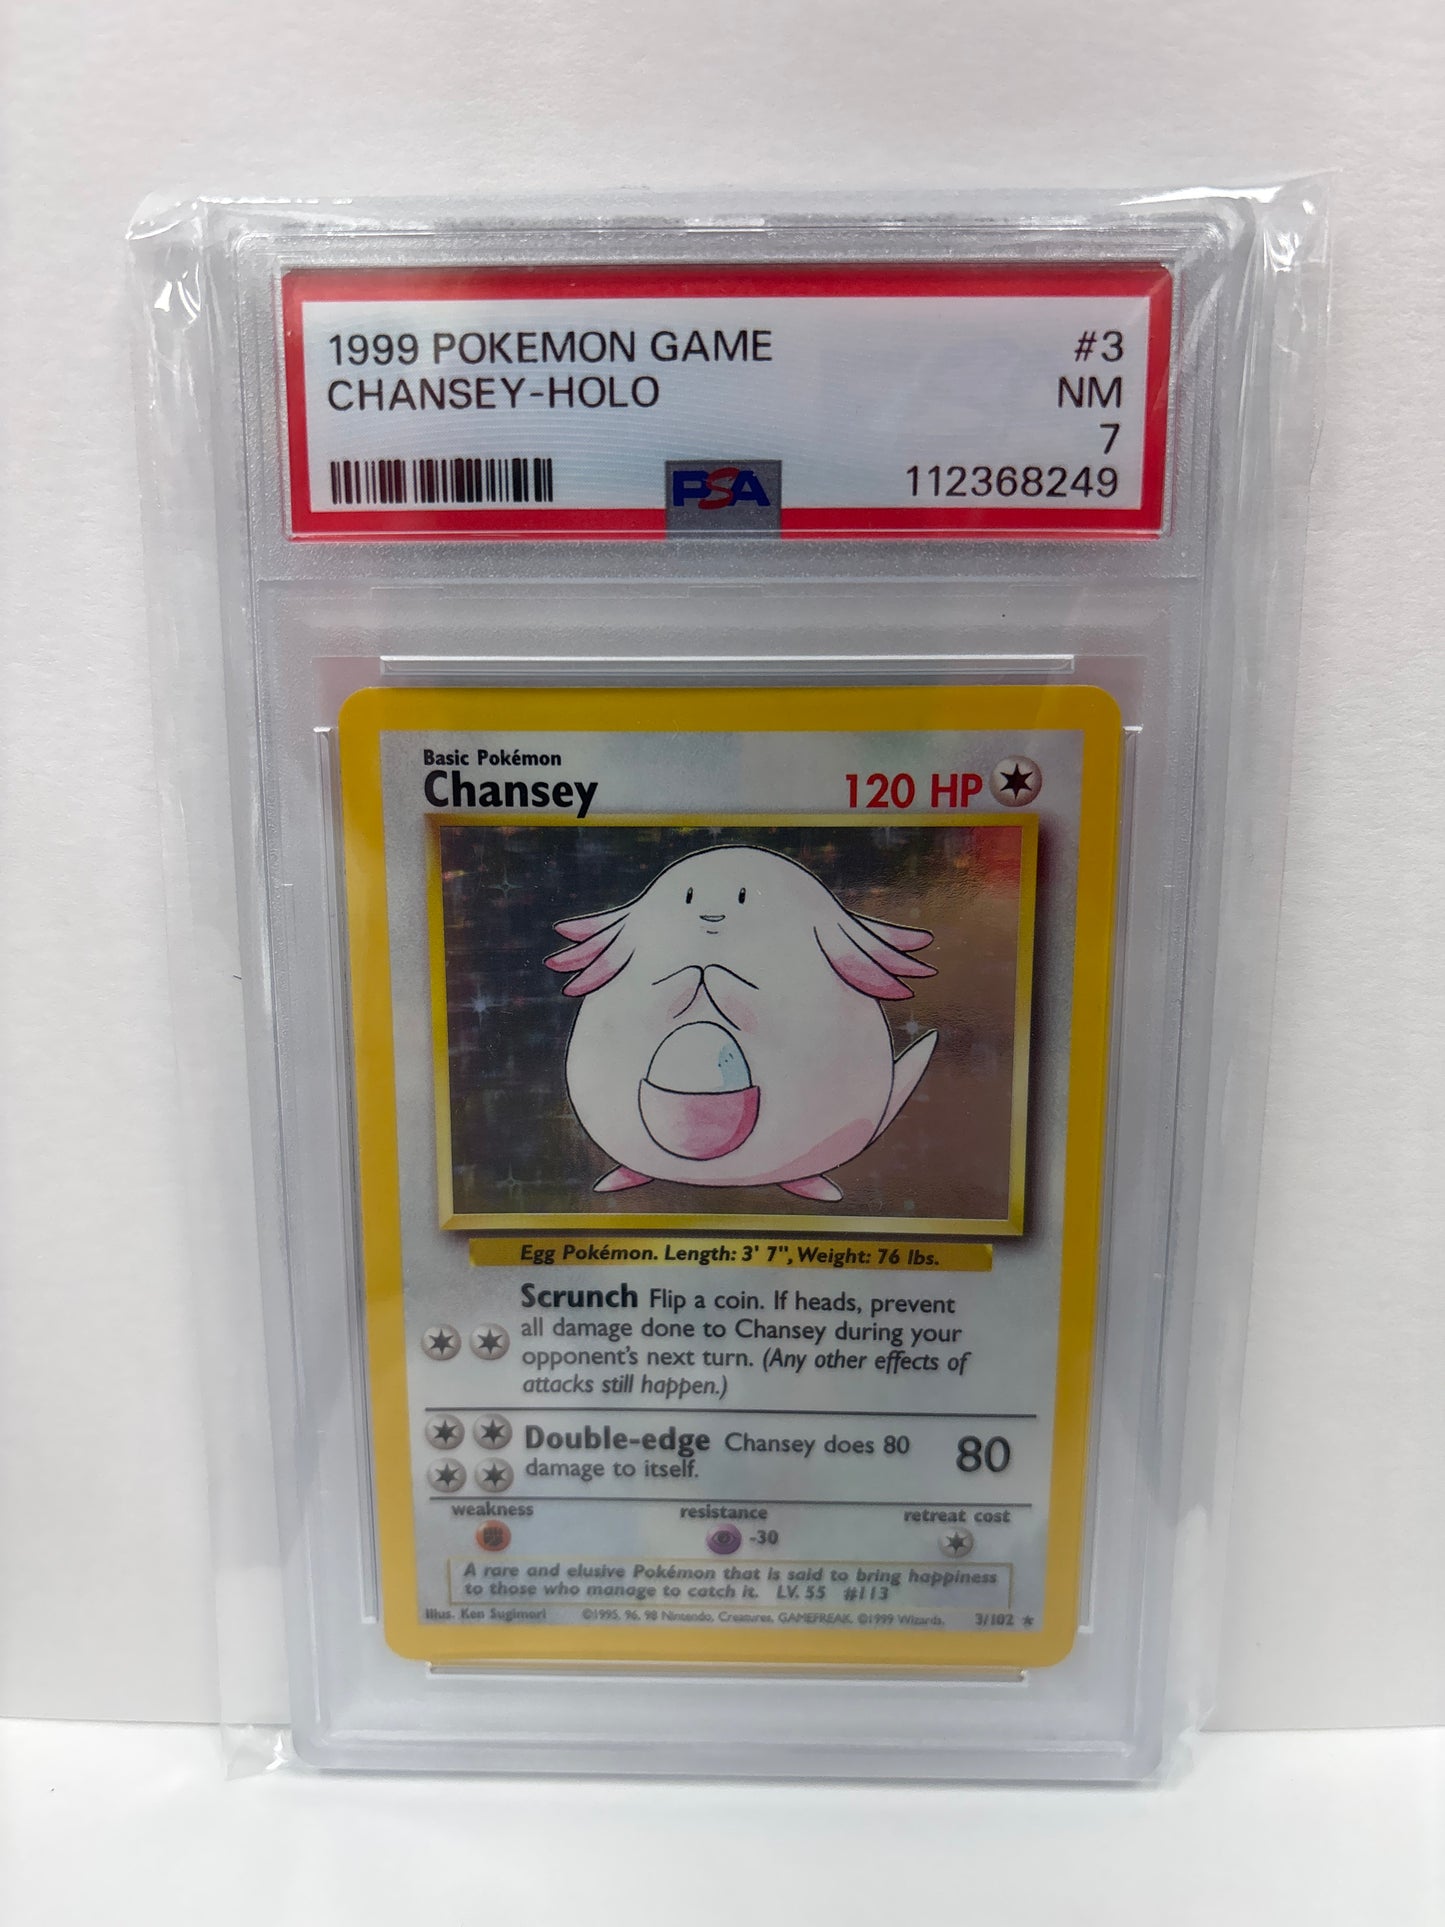 1999 POKEMON GAME #3
CHANSEY-HOLO NM
7
PSA 112368249
Basic Pokémon
Chansey 120 HP
Egg Pokémon. Length: 3' 7", Weight: 76 lbs.
Scrunch Flip a coin. If heads, prevent
all damage done to Chansey during your
opponent's next turn. (Any other effects of
attacks still happen.)
Double-edge Chansey does 80 80
damage to itself.
weakness resistance retreat cost
-30
A rare and elusive Pokémon that is said to bring happiness
to those who manage to catch it. LV. 55 #113
Illus. Ken Sugimori ©1995, 96, 98 Nintendo, Creatures, GAMEFREAK. ©1999 Wizards. 3/102